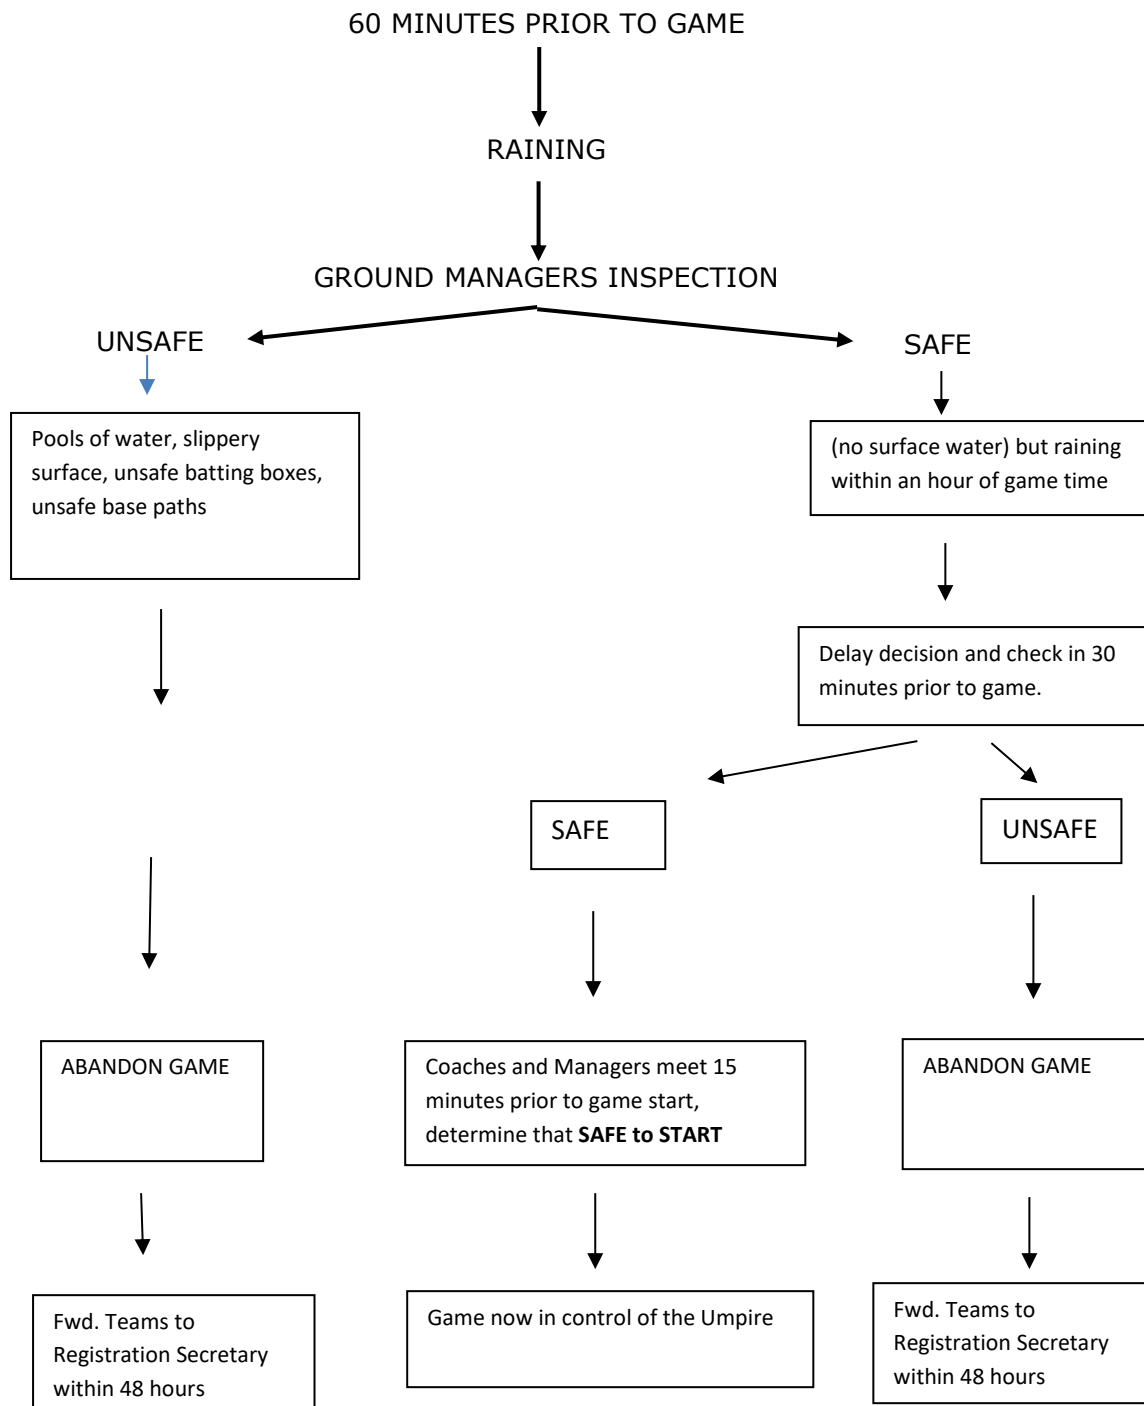 60 MINUTES PRIOR TO GAME
RAINING
GROUND MANAGERS INSPECTION
UNSAFE
SAFE
Pools of water, slippery
surface, unsafe batting boxes,
unsafe base paths
(no surface water) but raining
within an hour of game time
Delay decision and check in 30
minutes prior to game.
SAFE
UNSAFE
ABANDON GAME
Coaches and Managers meet 15
minutes prior to game start,
determine that SAFE to START
ABANDON GAME
Fwd. Teams to
Registration Secretary
within 48 hours
Game now in control of the Umpire
Fwd. Teams to
Registration Secretary
within 48 hours